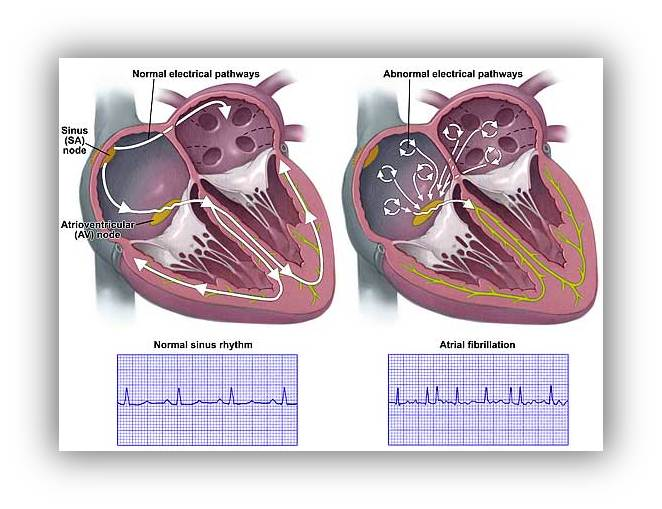 Normal electrical pathways
Abnormal electrical pathways
Sinus
(SA)
node
Atrioventricular
(AV) node
Normal sinus rhythm
Atrial fibrillation